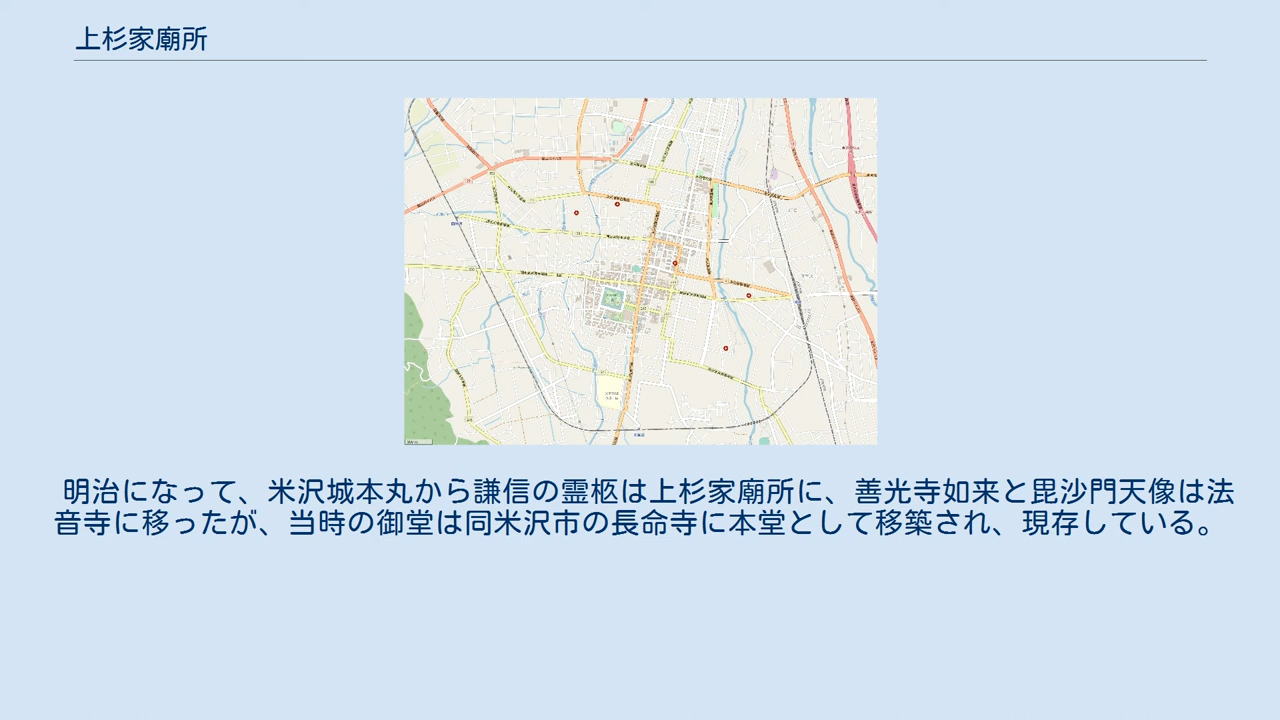 上杉家廟所
明治になって、米沢城本丸から謙信の霊柩は上杉家廟所に、善光寺如来と毘沙門天像は法
音寺に移ったが、当時の御堂は同米沢市の長命寺に本堂として移築され、現存している。